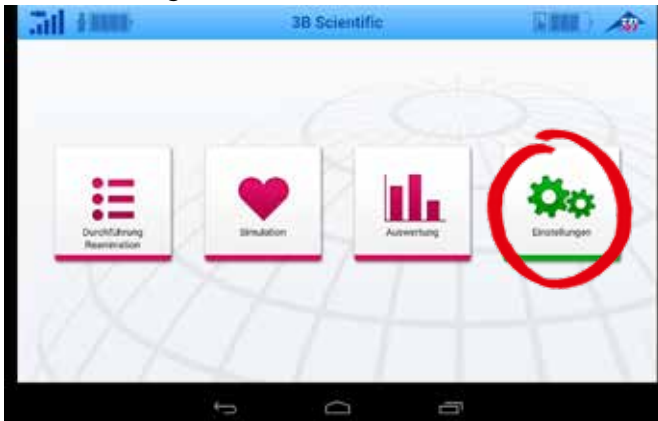 3B Scientific
Durchführung
Reanimation
Simulation
Auswertung
Einstellungen